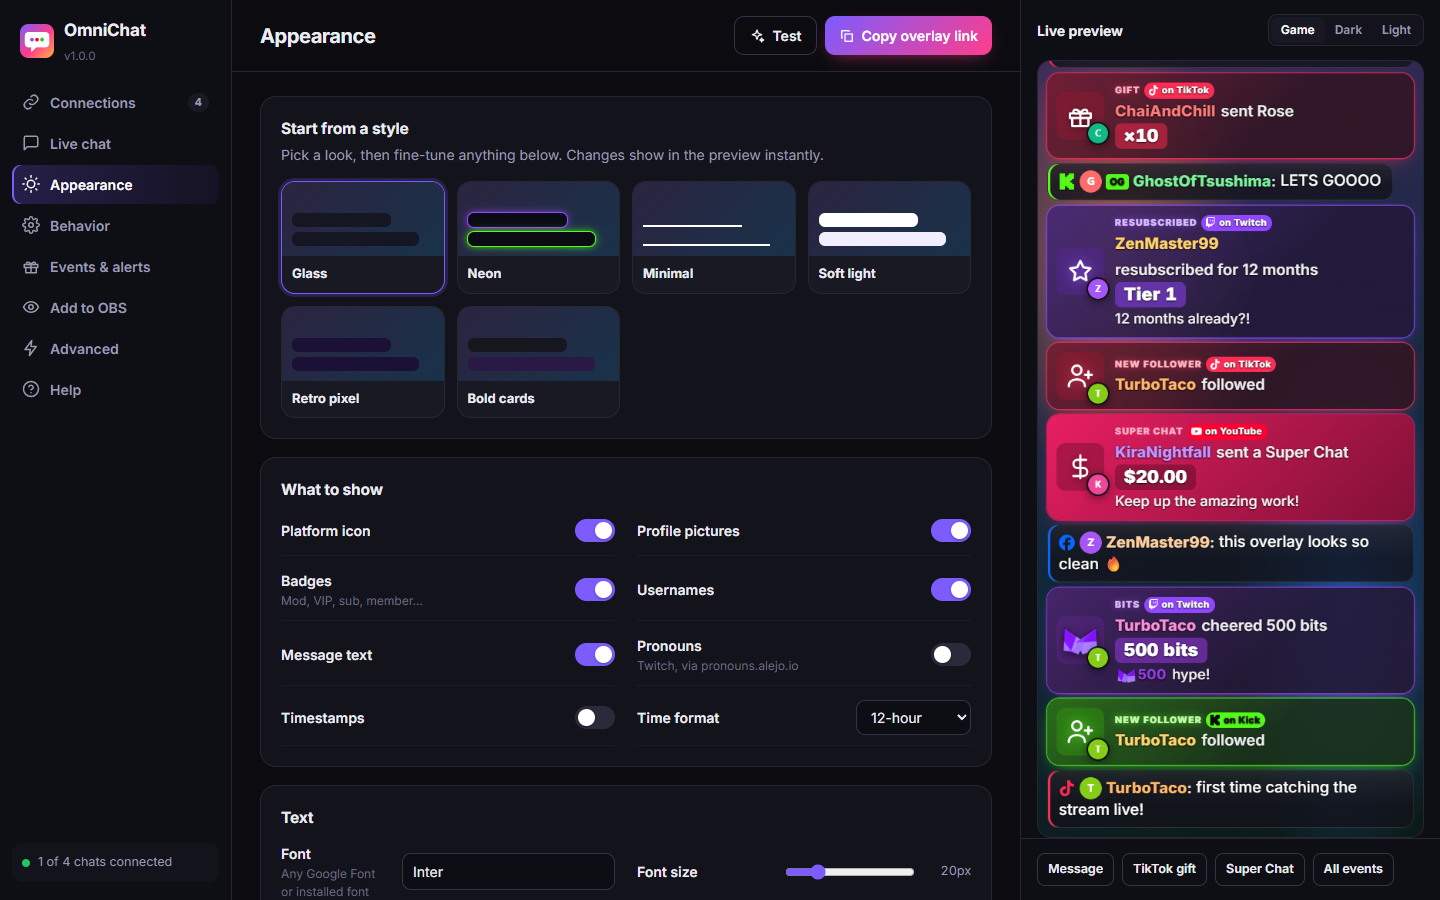 OmniChat
v1.0.0
Connections 4
Live chat
Appearance
Behavior
Events & alerts
Add to OBS
Advanced
Help
1 of 4 chats connected
Appearance
Test
Copy overlay link
Start from a style
Pick a look, then fine-tune anything below. Changes show in the preview instantly.
Glass
Neon
Minimal
Soft light
Retro pixel
Bold cards
What to show
Platform icon
Profile pictures
Badges
Mod, VIP, sub, member...
Usernames
Message text
Pronouns
Twitch, via pronouns.alejo.io
Timestamps
Time format
12-hour
Text
Font
Any Google Font
or installed font
Inter
Font size
20px
Live preview
Game
Dark
Light
GIFT on TikTok
C
ChaiAndChill sent Rose
×10
G OG GhostOfTsushima: LETS GOOOO
RESUBSCRIBED on Twitch
Z
ZenMaster99
resubscribed for 12 months
Tier 1
12 months already?!
NEW FOLLOWER on TikTok
T
TurboTaco followed
SUPER CHAT on YouTube
K
KiraNightfall sent a Super Chat
$20.00
Keep up the amazing work!
Z ZenMaster99: this overlay looks so
clean 🔥
BITS on Twitch
T
TurboTaco cheered 500 bits
500 bits
500 hype!
NEW FOLLOWER on Kick
T
TurboTaco followed
T TurboTaco: first time catching the
stream live!
Message
TikTok gift
Super Chat
All events